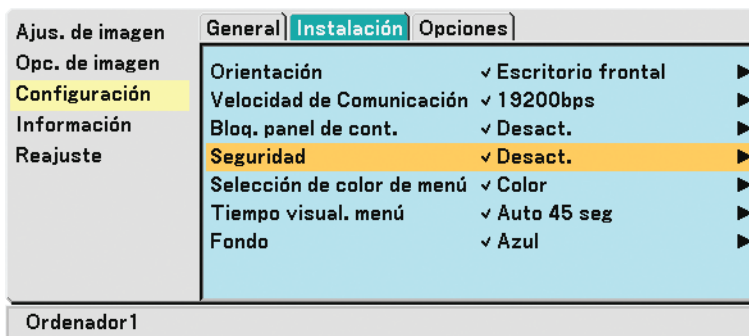 Ajus. de imagen
Opc. de imagen
Configuración
Información
Reajuste
General Instalación Opciones
Orientación ✓ Escritorio frontal ▶
Velocidad de Comunicación ✓ 19200bps ▶
Bloq. panel de cont. ✓ Desact. ▶
Seguridad ✓ Desact. ▶
Selección de color de menú ✓ Color ▶
Tiempo visual. menú ✓ Auto 45 seg ▶
Fondo ✓ Azul ▶
Ordenador1